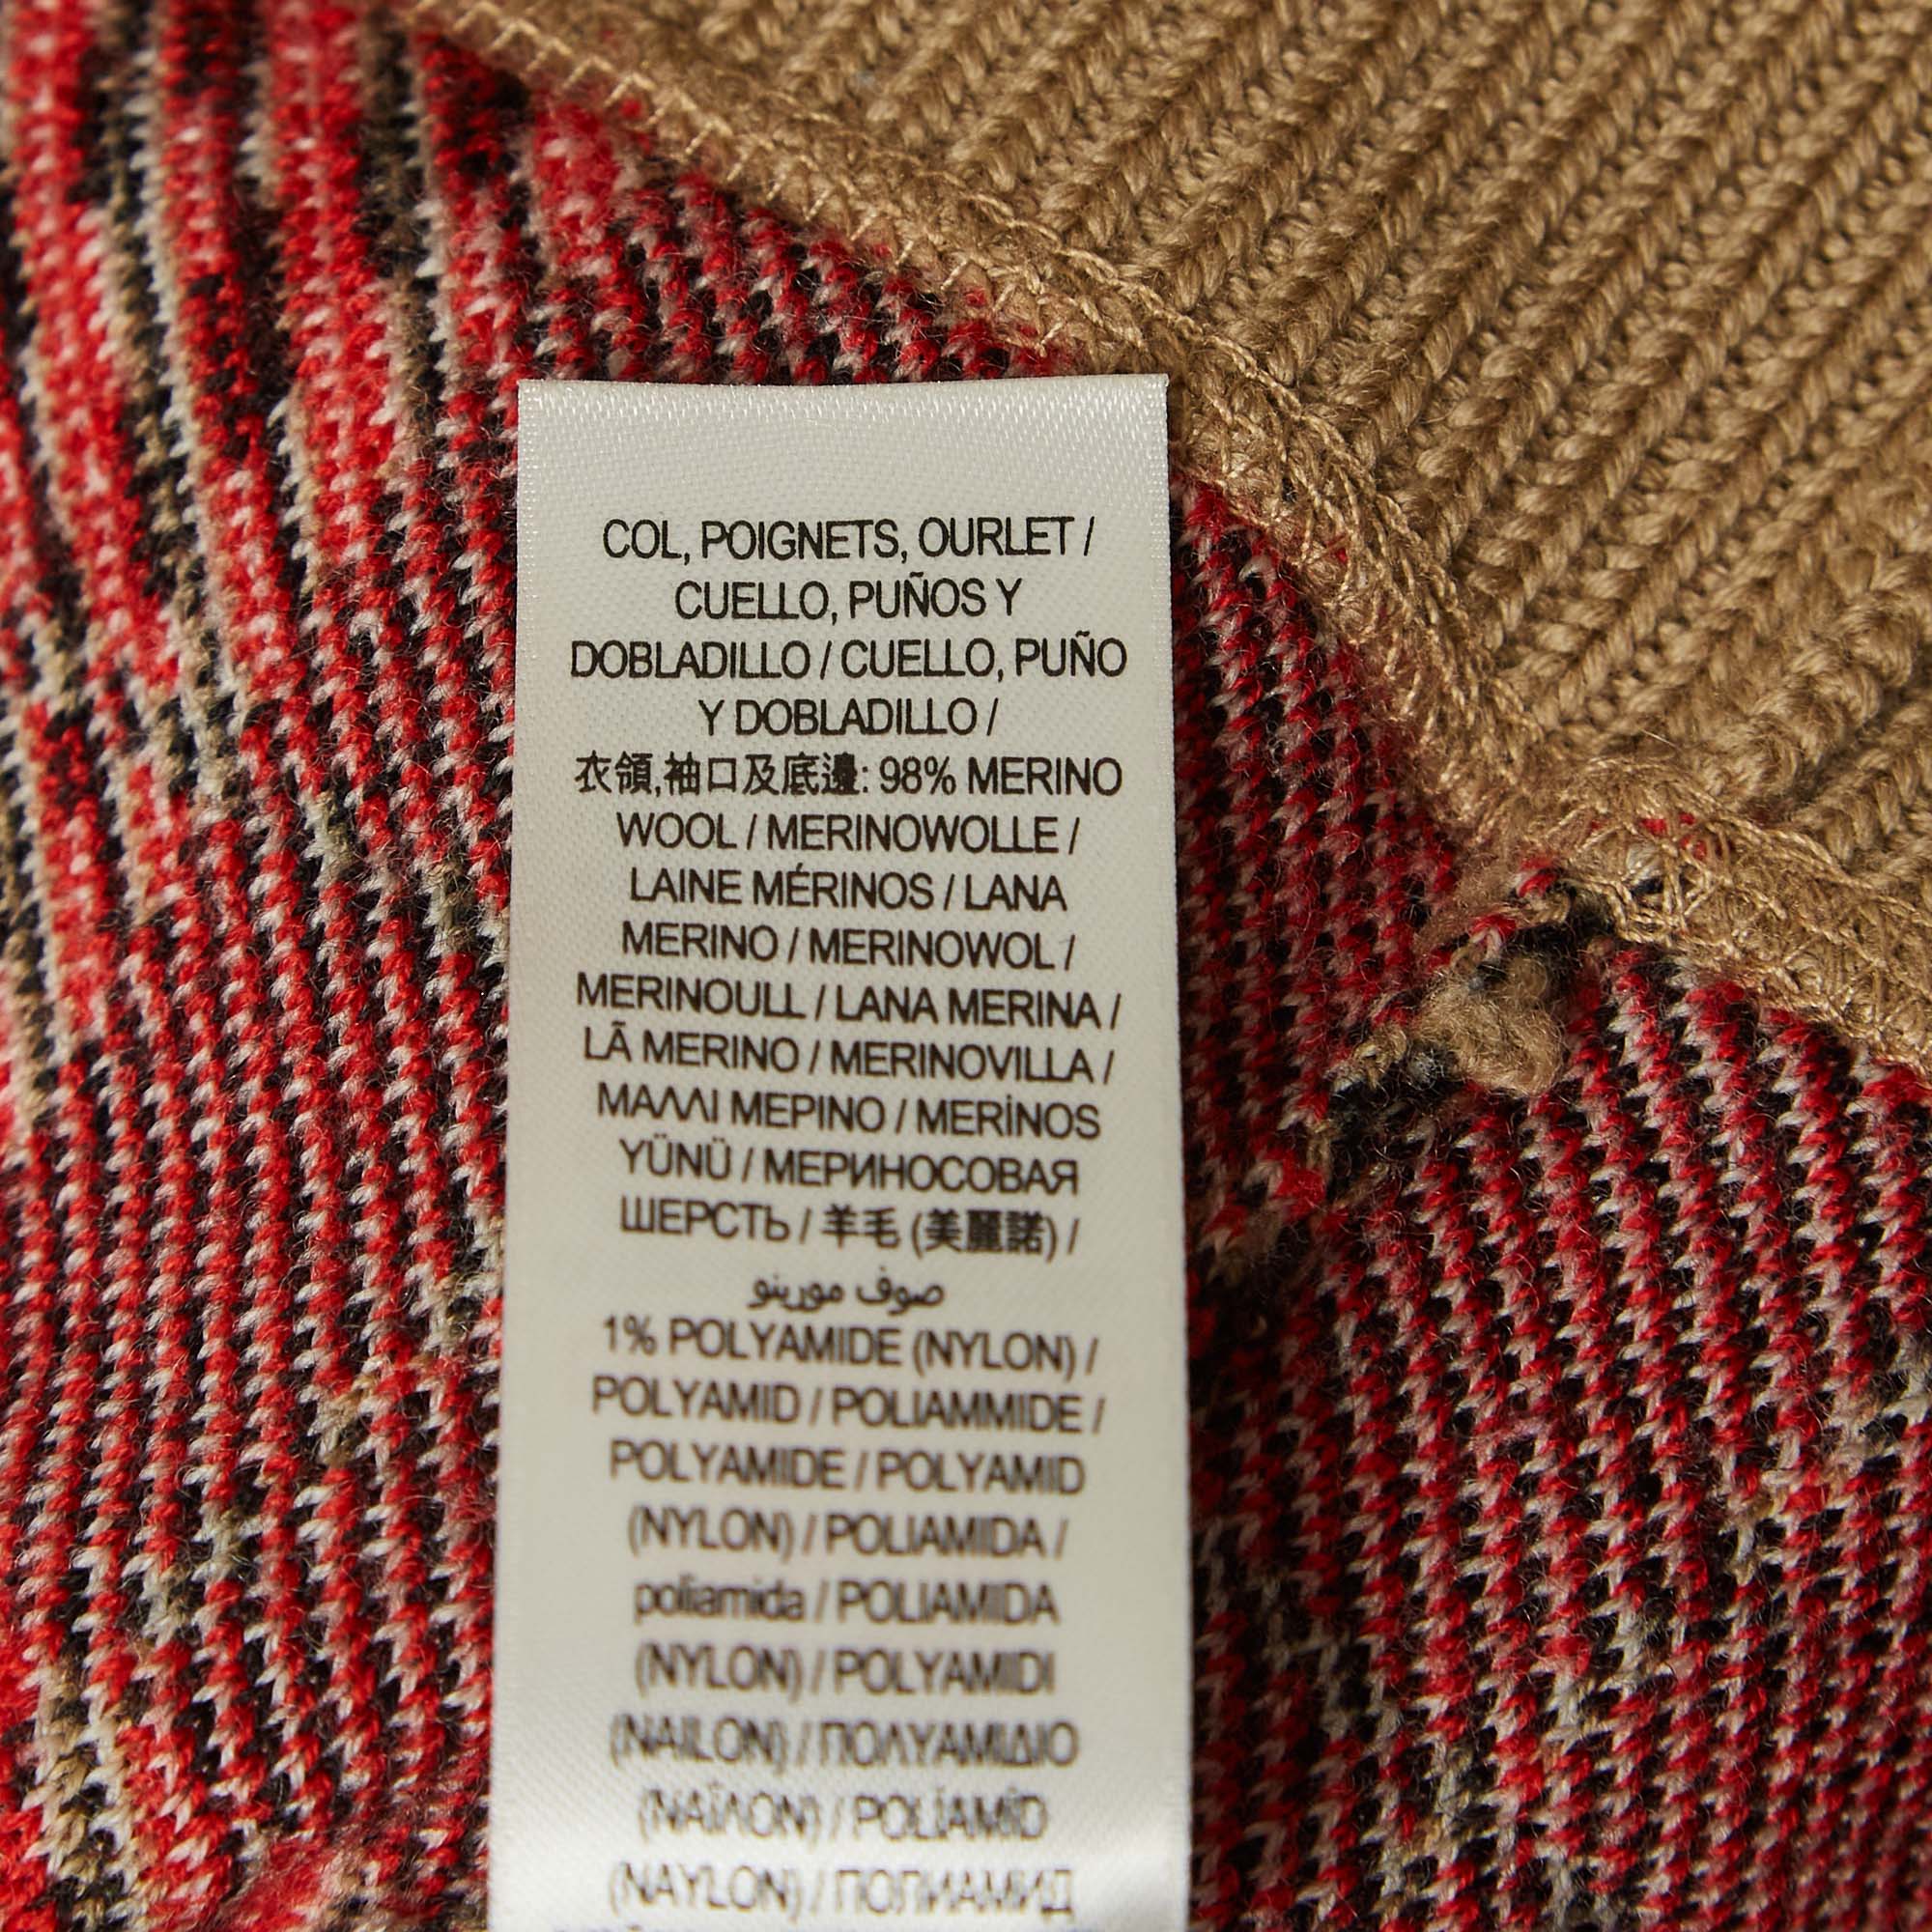 COL, POIGNETS, OURLET /
CUELLO, PUÑOS Y
DOBLADILLO / CUELLO, PUÑO
Y DOBLADILLO /
衣領,袖口及底邊: 98% MERINO
WOOL / MERINOWOLLE /
LAINE MÉRINOS / LANA
MERINO / MERINOWOL /
MERINOULL / LANA MERINA /
LÃ MERINO / MERINOVILLA /
ΜΑΛΛΙ ΜΕΡΙΝΟ / MERİNOS
YÜNÜ / МЕРИНОСОВАЯ
ШЕРСТЬ / 羊毛 (美麗諾) /
صوف مورينو
1% POLYAMIDE (NYLON) /
POLYAMID / POLIAMMIDE /
POLYAMIDE / POLYAMID
(NYLON) / POLIAMIDA /
poliamida / POLIAMIDA
(NYLON) / POLYAMIDI
(NAILON) / ΠΟΛΥΑΜΙΔΙΟ
(ΝΑΪΛΟΝ) / POLİAMİD
(NAYLON) / ПОЛИАМИД